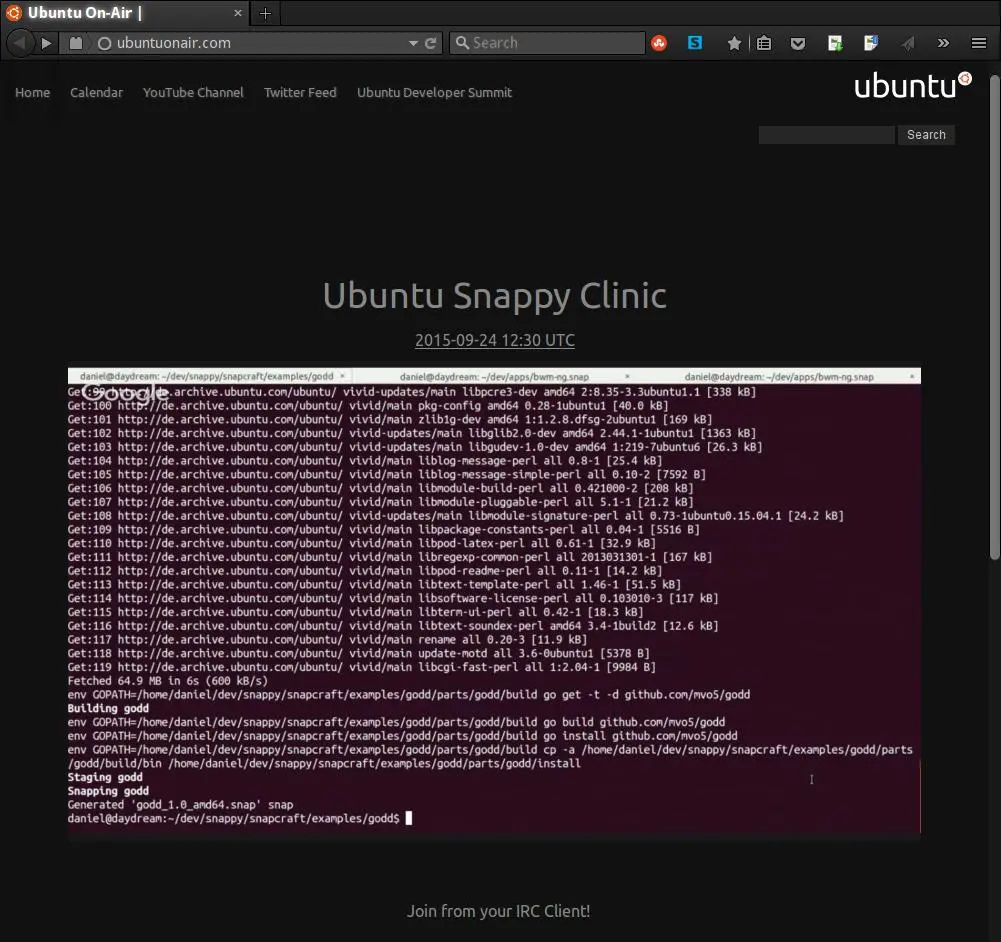 Ubuntu On-Air | × +
ubuntuonair.com Search
Home Calendar YouTube Channel Twitter Feed Ubuntu Developer Summit
ubuntu
Search
Ubuntu Snappy Clinic
2015-09-24 12:30 UTC
daniel@daydream: ~/dev/snappy/snapcraft/examples/godd × daniel@daydream: ~/dev/apps/bwm-ng.snap × daniel@daydream: ~/dev/apps/bwm-ng.snap ×
Google
Get:99 http://de.archive.ubuntu.com/ubuntu/ vivid-updates/main libpcre3-dev amd64 2:8.35-3.3ubuntu1.1 [338 kB]
Get:100 http://de.archive.ubuntu.com/ubuntu/ vivid/main pkg-config amd64 0.28-1ubuntu1 [40.0 kB]
Get:101 http://de.archive.ubuntu.com/ubuntu/ vivid/main zlib1g-dev amd64 1:1.2.8.dfsg-2ubuntu1 [169 kB]
Get:102 http://de.archive.ubuntu.com/ubuntu/ vivid-updates/main libglib2.0-dev amd64 2.44.1-1ubuntu1 [1363 kB]
Get:103 http://de.archive.ubuntu.com/ubuntu/ vivid-updates/main libgudev-1.0-dev amd64 1:219-7ubuntu6 [26.3 kB]
Get:104 http://de.archive.ubuntu.com/ubuntu/ vivid/main liblog-message-perl all 0.8-1 [25.4 kB]
Get:105 http://de.archive.ubuntu.com/ubuntu/ vivid/main liblog-message-simple-perl all 0.10-2 [7592 B]
Get:106 http://de.archive.ubuntu.com/ubuntu/ vivid/main libmodule-build-perl all 0.421000-2 [208 kB]
Get:107 http://de.archive.ubuntu.com/ubuntu/ vivid/main libmodule-pluggable-perl all 5.1-1 [21.2 kB]
Get:108 http://de.archive.ubuntu.com/ubuntu/ vivid-updates/main libmodule-signature-perl all 0.73-1ubuntu0.15.04.1 [24.2 kB]
Get:109 http://de.archive.ubuntu.com/ubuntu/ vivid/main libpackage-constants-perl all 0.04-1 [5516 B]
Get:110 http://de.archive.ubuntu.com/ubuntu/ vivid/main libpod-latex-perl all 0.61-1 [32.9 kB]
Get:111 http://de.archive.ubuntu.com/ubuntu/ vivid/main libregexp-common-perl all 2013031301-1 [167 kB]
Get:112 http://de.archive.ubuntu.com/ubuntu/ vivid/main libpod-readme-perl all 0.11-1 [14.2 kB]
Get:113 http://de.archive.ubuntu.com/ubuntu/ vivid/main libtext-template-perl all 1.46-1 [51.5 kB]
Get:114 http://de.archive.ubuntu.com/ubuntu/ vivid/main libsoftware-license-perl all 0.103010-3 [117 kB]
Get:115 http://de.archive.ubuntu.com/ubuntu/ vivid/main libterm-ui-perl all 0.42-1 [18.3 kB]
Get:116 http://de.archive.ubuntu.com/ubuntu/ vivid/main libtext-soundex-perl amd64 3.4-1build2 [12.6 kB]
Get:117 http://de.archive.ubuntu.com/ubuntu/ vivid/main rename all 0.20-3 [11.9 kB]
Get:118 http://de.archive.ubuntu.com/ubuntu/ vivid/main update-motd all 3.6-0ubuntu1 [5378 B]
Get:119 http://de.archive.ubuntu.com/ubuntu/ vivid/main libcgi-fast-perl all 1:2.04-1 [9984 B]
Fetched 64.9 MB in 6s (600 kB/s)
env GOPATH=/home/daniel/dev/snappy/snapcraft/examples/godd/parts/godd/build go get -t -d github.com/mvo5/godd
Building godd
env GOPATH=/home/daniel/dev/snappy/snapcraft/examples/godd/parts/godd/build go build github.com/mvo5/godd
env GOPATH=/home/daniel/dev/snappy/snapcraft/examples/godd/parts/godd/build go install github.com/mvo5/godd
env GOPATH=/home/daniel/dev/snappy/snapcraft/examples/godd/parts/godd/build cp -a /home/daniel/dev/snappy/snapcraft/examples/godd/parts
/godd/build/bin /home/daniel/dev/snappy/snapcraft/examples/godd/parts/godd/install
Staging godd
Snapping godd
Generated 'godd_1.0_amd64.snap' snap
daniel@daydream:~/dev/snappy/snapcraft/examples/godd$
Join from your IRC Client!